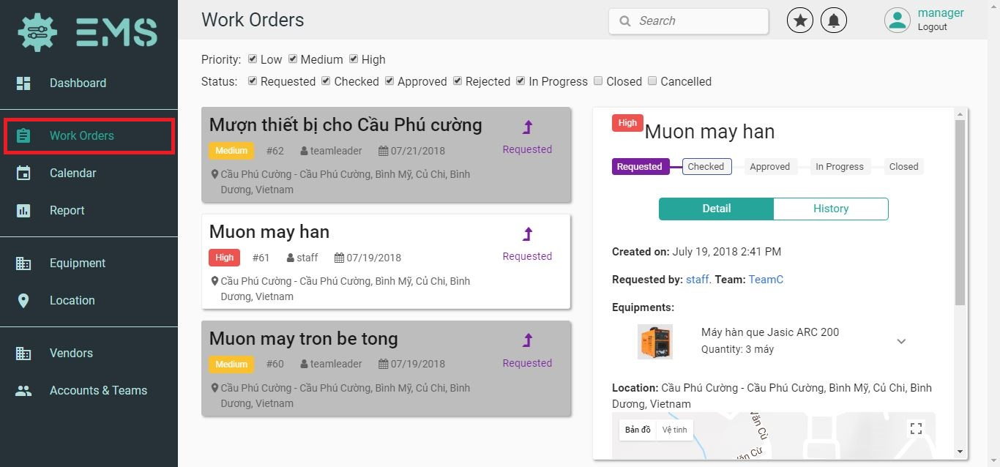 EMS
Dashboard
Work Orders
Calendar
Report
Equipment
Location
Vendors
Accounts & Teams
Work Orders
Search
manager
Logout
Priority: Low Medium High
Status: Requested Checked Approved Rejected In Progress Closed Cancelled
Mượn thiết bị cho Cầu Phú cường
Requested
Medium #62 teamleader 07/21/2018
Cầu Phú Cường - Cầu Phú Cường, Bình Mỹ, Củ Chi, Bình
Dương, Vietnam
Muon may han
Requested
High #61 staff 07/19/2018
Cầu Phú Cường - Cầu Phú Cường, Bình Mỹ, Củ Chi, Bình
Dương, Vietnam
Muon may tron be tong
Requested
Medium #60 teamleader 07/19/2018
Cầu Phú Cường - Cầu Phú Cường, Bình Mỹ, Củ Chi, Bình
Dương, Vietnam
High Muon may han
Requested Checked Approved In Progress Closed
Detail History
Created on: July 19, 2018 2:41 PM
Requested by: staff. Team: TeamC
Equipments:
Máy hàn que Jasic ARC 200
Quantity: 3 máy
Location: Cầu Phú Cường - Cầu Phú Cường, Bình Mỹ, Củ Chi, Bình
Dương, Vietnam
Bản đồ Vệ tinh
Văn Cừ